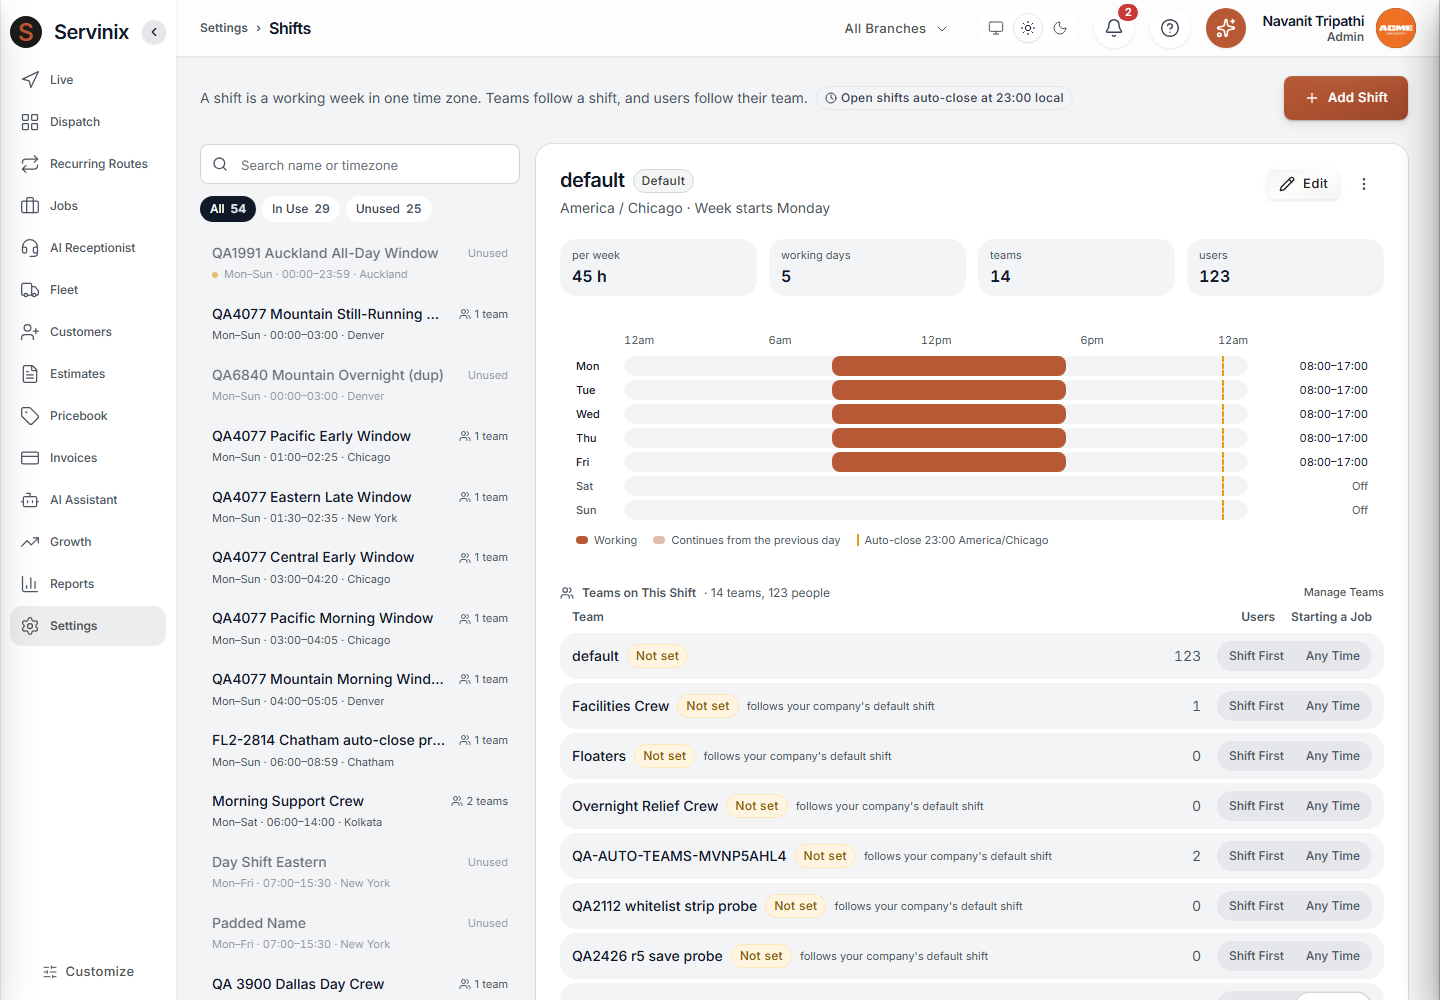 Servinix
Live
Dispatch
Recurring Routes
Jobs
AI Receptionist
Fleet
Customers
Estimates
Pricebook
Invoices
AI Assistant
Growth
Reports
Settings
Customize
Settings › Shifts
All Branches
2
Navanit Tripathi
Admin
ACME
A shift is a working week in one time zone. Teams follow a shift, and users follow their team.
Open shifts auto-close at 23:00 local
+ Add Shift
Search name or timezone
All 54
In Use 29
Unused 25
QA1991 Auckland All-Day Window Unused
Mon–Sun · 00:00–23:59 · Auckland
QA4077 Mountain Still-Running ... 1 team
Mon–Sun · 00:00–03:00 · Denver
QA6840 Mountain Overnight (dup) Unused
Mon–Sun · 00:00–03:00 · Denver
QA4077 Pacific Early Window 1 team
Mon–Sun · 01:00–02:25 · Chicago
QA4077 Eastern Late Window 1 team
Mon–Sun · 01:30–02:35 · New York
QA4077 Central Early Window 1 team
Mon–Sun · 03:00–04:20 · Chicago
QA4077 Pacific Morning Window 1 team
Mon–Sun · 03:00–04:05 · Chicago
QA4077 Mountain Morning Wind... 1 team
Mon–Sun · 04:00–05:05 · Denver
FL2-2814 Chatham auto-close pr... 1 team
Mon–Sun · 06:00–08:59 · Chatham
Morning Support Crew 2 teams
Mon–Sat · 06:00–14:00 · Kolkata
Day Shift Eastern Unused
Mon–Fri · 07:00–15:30 · New York
Padded Name Unused
Mon–Fri · 07:00–15:30 · New York
QA 3900 Dallas Day Crew 1 team
default Default
America / Chicago · Week starts Monday
Edit
per week
45 h
working days
5
teams
14
users
123
12am 6am 12pm 6pm 12am
Mon 08:00–17:00
Tue 08:00–17:00
Wed 08:00–17:00
Thu 08:00–17:00
Fri 08:00–17:00
Sat Off
Sun Off
Working Continues from the previous day Auto-close 23:00 America/Chicago
Teams on This Shift · 14 teams, 123 people Manage Teams
Team Users Starting a Job
default Not set 123 Shift First Any Time
Facilities Crew Not set follows your company's default shift 1 Shift First Any Time
Floaters Not set follows your company's default shift 0 Shift First Any Time
Overnight Relief Crew Not set follows your company's default shift 0 Shift First Any Time
QA-AUTO-TEAMS-MVNP5AHL4 Not set follows your company's default shift 2 Shift First Any Time
QA2112 whitelist strip probe Not set follows your company's default shift 0 Shift First Any Time
QA2426 r5 save probe Not set follows your company's default shift 0 Shift First Any Time